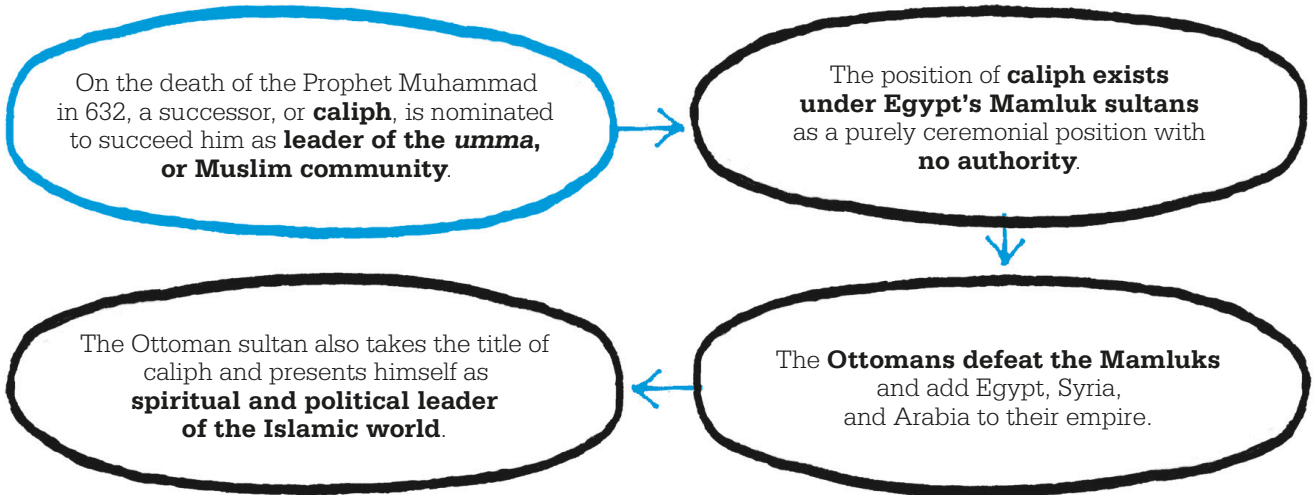 On the death of the Prophet Muhammad
in 632, a successor, or caliph, is nominated
to succeed him as leader of the umma,
or Muslim community.
The position of caliph exists
under Egypt’s Mamluk sultans
as a purely ceremonial position with
no authority.
The Ottomans defeat the Mamluks
and add Egypt, Syria,
and Arabia to their empire.
The Ottoman sultan also takes the title of
caliph and presents himself as
spiritual and political leader
of the Islamic world.